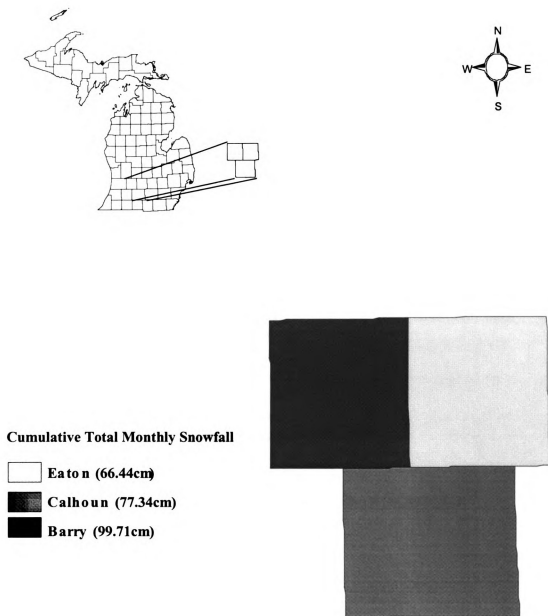 N
W E
S
Cumulative Total Monthly Snowfall
Eaton (66.44cm)
Calhoun (77.34cm)
Barry (99.71cm)